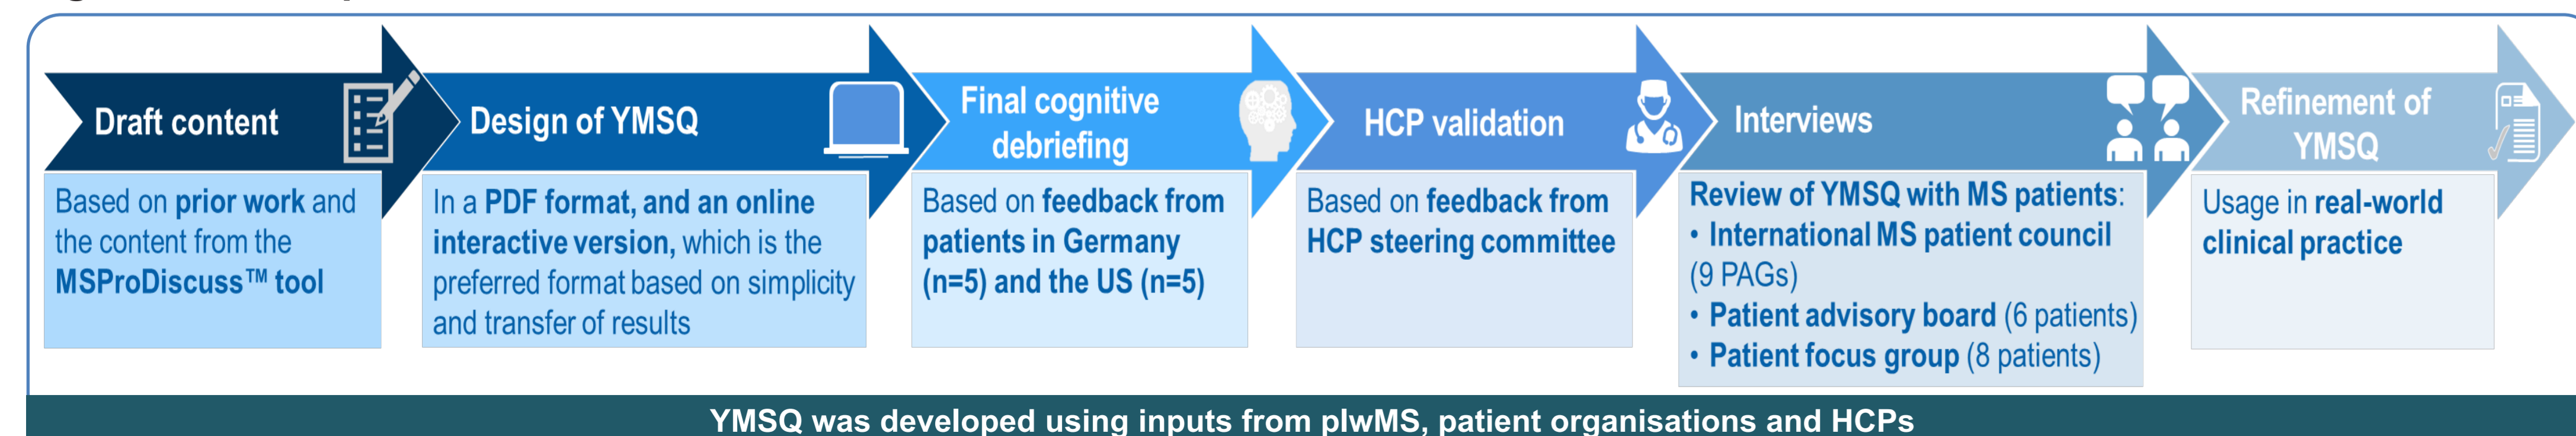 Draft content
Based on prior work and
the content from the
MSProDiscuss™ tool
Design of YMSQ
In a PDF format, and an online
interactive version, which is the
preferred format based on simplicity
and transfer of results
Final cognitive
debriefing
Based on feedback from
patients in Germany
(n=5) and the US (n=5)
HCP validation
Based on feedback from
HCP steering committee
Interviews
Review of YMSQ with MS patients:
• International MS patient council
(9 PAGs)
• Patient advisory board (6 patients)
• Patient focus group (8 patients)
Refinement of
YMSQ
Usage in real-world
clinical practice
YMSQ was developed using inputs from plwMS, patient organisations and HCPs